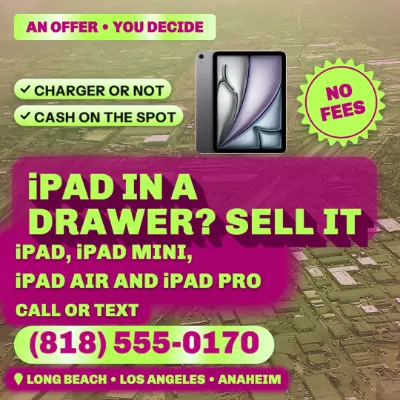 AN OFFER • YOU DECIDE
✓ CHARGER OR NOT
✓ CASH ON THE SPOT
NO
FEES
iPAD IN A
DRAWER? SELL IT
iPAD, iPAD MINI,
iPAD AIR AND iPAD PRO
CALL OR TEXT
(818) 555-0170
LONG BEACH • LOS ANGELES • ANAHEIM